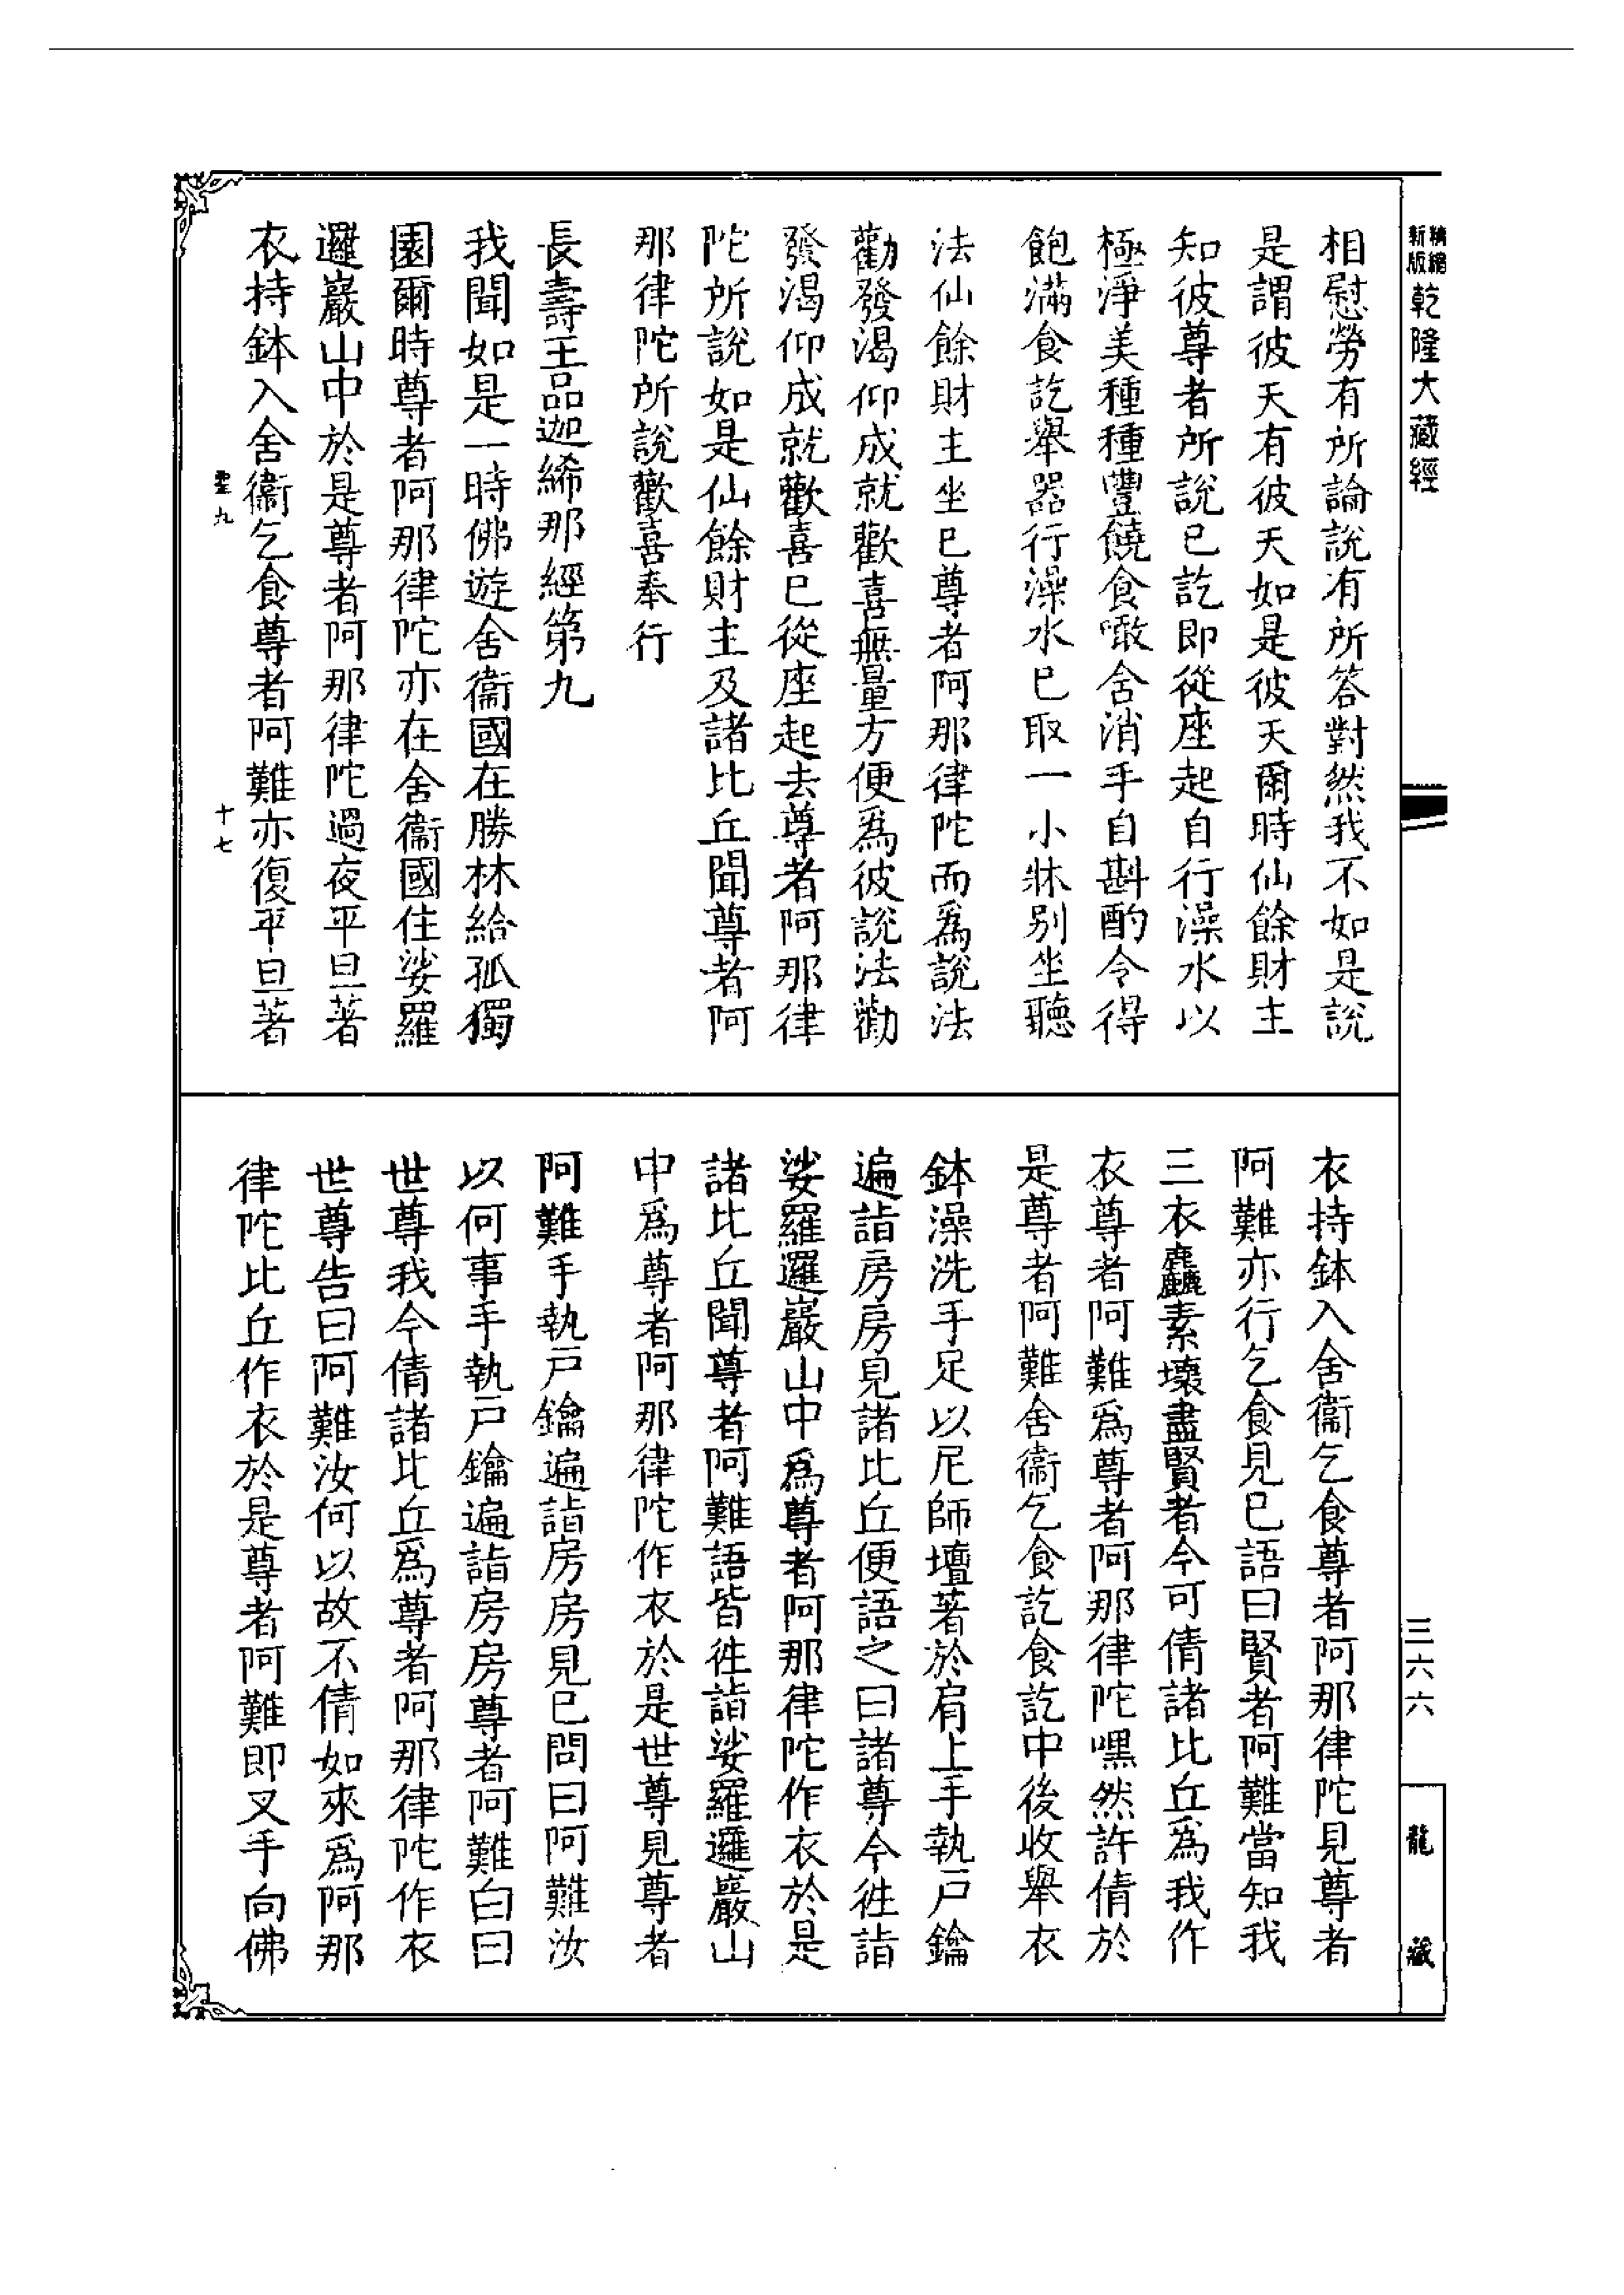 精縮新版乾隆大藏經
相慰勞有所論說有所答對然我不如是說
是謂彼天有彼天如是彼天爾時仙餘財主
知彼尊者所說已訖即從座起自行澡水以
極淨美種種豐饒食噉含消手自斟酌令得
飽滿食訖舉器行澡水已取一小牀別坐聽
法仙餘財主坐已尊者阿那律陀而為說法
勸發渴仰成就歡喜無量方便為彼說法勸
發渴仰成就歡喜已從座起去尊者阿那律
陀所說如是仙餘財主及諸比丘聞尊者阿
那律陀所說歡喜奉行
長壽王品迦絺那經第九
我聞如是一時佛遊舍衞國在勝林給孤獨
園爾時尊者阿那律陀亦在舍衞國住娑羅
邏巖山中於是尊者阿那律陀過夜平旦著
衣持鉢入舍衞乞食尊者阿難亦復平旦著
十七
衣持鉢入舍衞乞食尊者阿那律陀見尊者
阿難亦行乞食見已語曰賢者阿難當知我
三衣麤素壞盡賢者今可倩諸比丘為我作
衣尊者阿難為尊者阿那律陀嘿然許倩於
是尊者阿難舍衞乞食訖食訖中後收舉衣
鉢澡洗手足以尼師壇著於肩上手執戶鑰
遍詣房房見諸比丘便語之曰諸尊今徃詣
娑羅邏巖山中為尊者阿那律陀作衣於是
諸比丘聞尊者阿難語皆徃詣娑羅邏巖山
中為尊者阿那律陀作衣於是世尊見尊者
阿難手執戶鑰遍詣房房見已問曰阿難汝
以何事手執戶鑰遍詣房房尊者阿難白曰
世尊我今倩諸比丘為尊者阿那律陀作衣
世尊告曰阿難汝何以故不倩如來為阿那
律陀比丘作衣於是尊者阿難即叉手向佛
三六六
龍藏